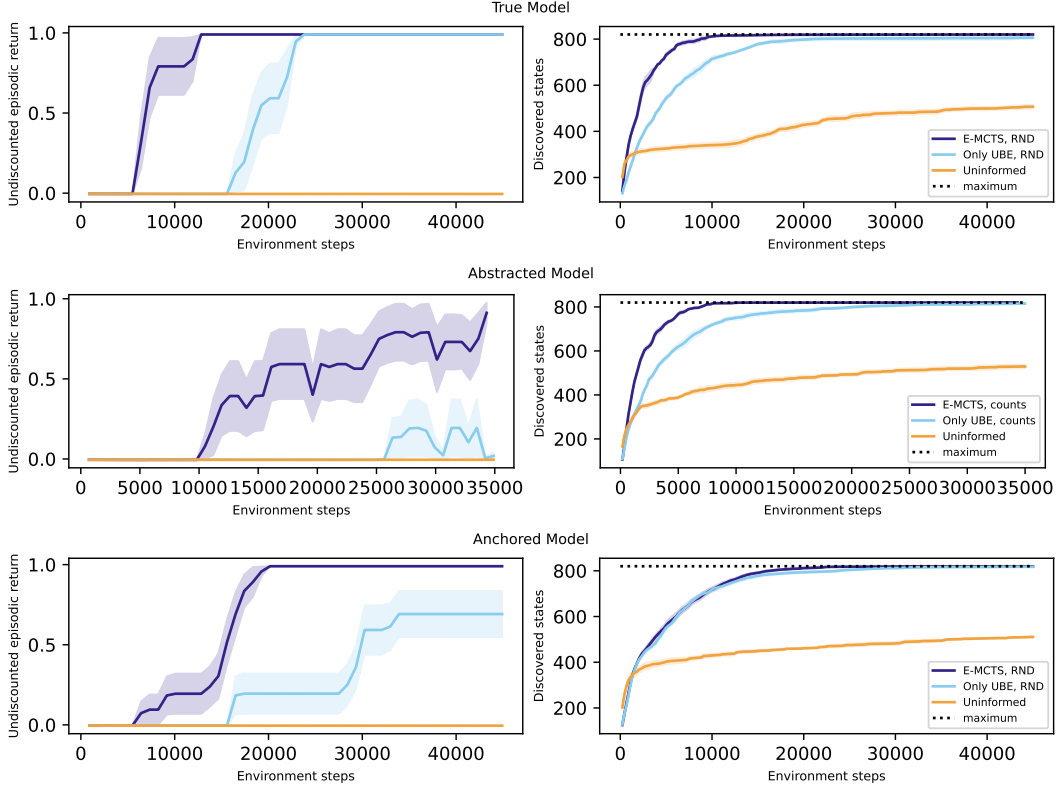 True Model
Undiscounted episodic return
1.0
0.5
0.0
0 10000 20000 30000 40000
Environment steps
Discovered states
800
600
400
200
E-MCTS, RND
Only UBE, RND
Uninformed
maximum
0 10000 20000 30000 40000
Environment steps
Abstracted Model
Undiscounted episodic return
1.0
0.5
0.0
0 5000 10000 15000 20000 25000 30000 35000
Environment steps
Discovered states
800
600
400
200
E-MCTS, counts
Only UBE, counts
Uninformed
maximum
0 5000 10000 15000 20000 25000 30000 35000
Environment steps
Anchored Model
Undiscounted episodic return
1.0
0.5
0.0
0 10000 20000 30000 40000
Environment steps
Discovered states
800
600
400
200
E-MCTS, RND
Only UBE, RND
Uninformed
maximum
0 10000 20000 30000 40000
Environment steps